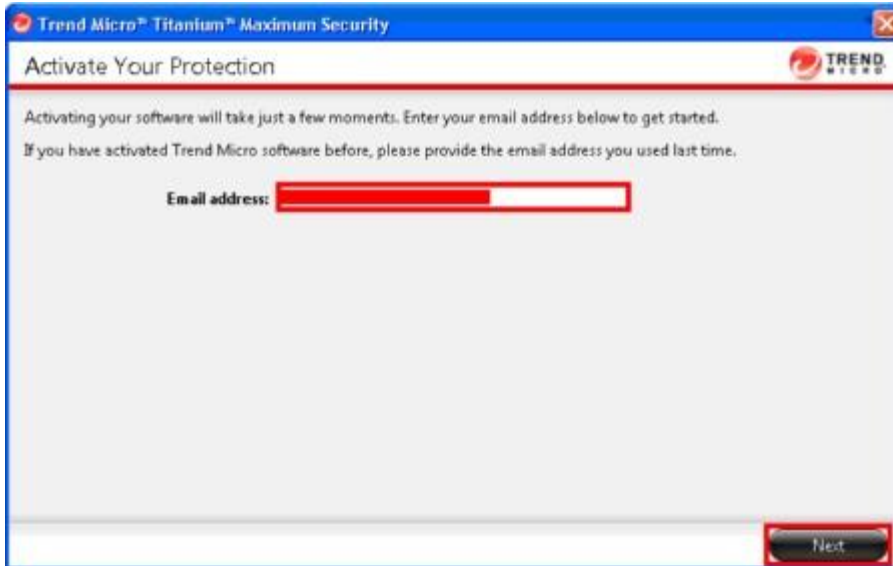 Trend Micro™ Titanium™ Maximum Security
Activate Your Protection
TREND
MICRO
Activating your software will take just a few moments. Enter your email address below to get started.
If you have activated Trend Micro software before, please provide the email address you used last time.
Email address:
Next